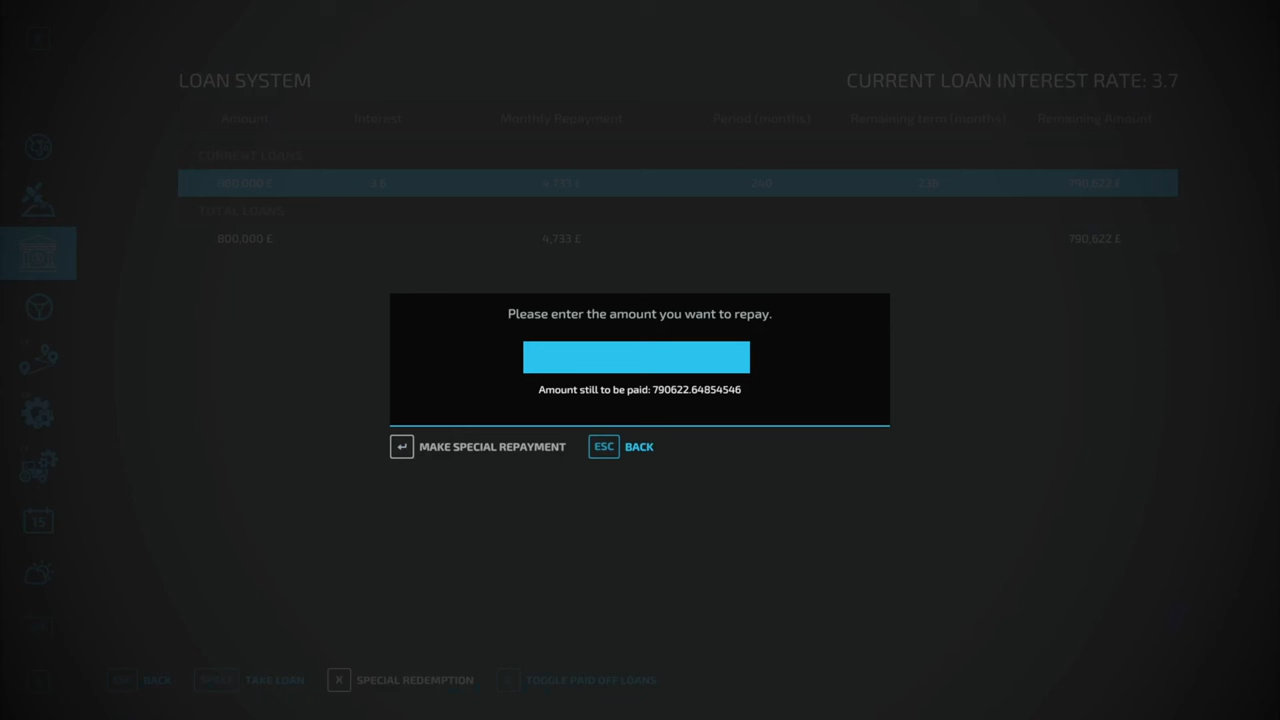 LOAN SYSTEM
CURRENT LOAN INTEREST RATE: 3.7
Amount Interest Monthly Repayment Period (months) Remainvig term (months) Remaining Amount
CURRENT LOANS
800,000 £ 3.6 4,733 £ 240 236 790,622 £
TOTAL LOANS
800,000 £ 4,733 £ 790,622 £
Please enter the amount you want to repay.
Amount still to be paid: 790622.64854546
MAKE SPECIAL REPAYMENT ESC BACK
15
BACK SPACE TAKE LOAN X SPECIAL REDEMPTION TOGGLE PAID OFF LOANS